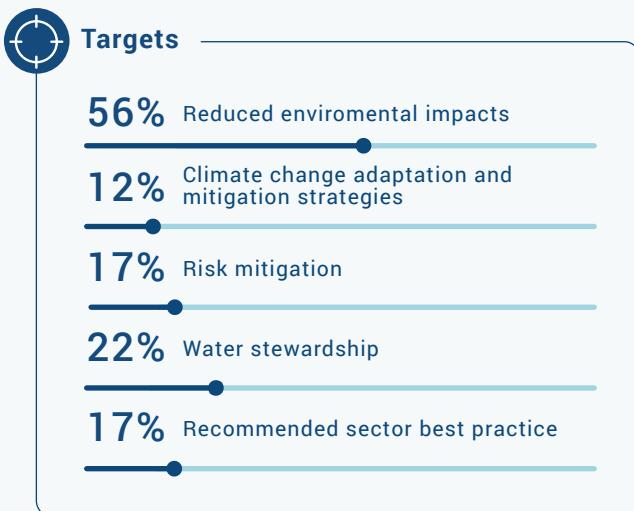 Targets
56% Reduced enviromental impacts
12% Climate change adaptation and
mitigation strategies
17% Risk mitigation
22% Water stewardship
17% Recommended sector best practice